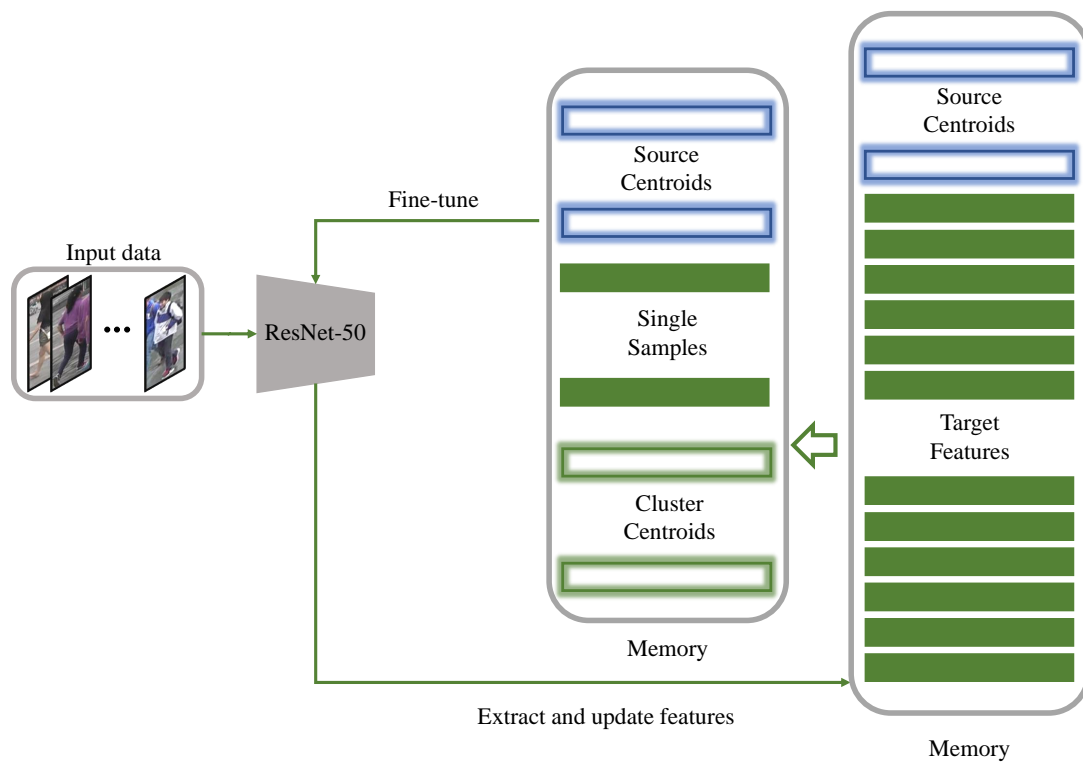 Input data
ResNet-50
Fine-tune
Source
Centroids
Single
Samples
Cluster
Centroids
Memory
Source
Centroids
Target
Features
Memory
Extract and update features